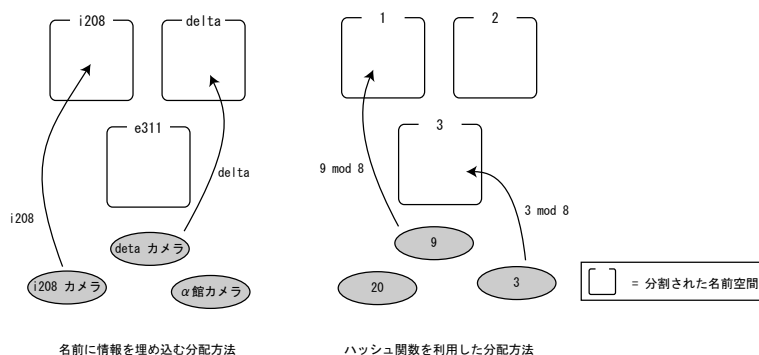 i208
delta
1
2
e311
3
9 mod 8
delta
i208
3 mod 8
deta カメラ
9
i208 カメラ
α館カメラ
20
3
= 分割された名前空間
名前に情報を埋め込む分配方法
ハッシュ関数を利用した分配方法